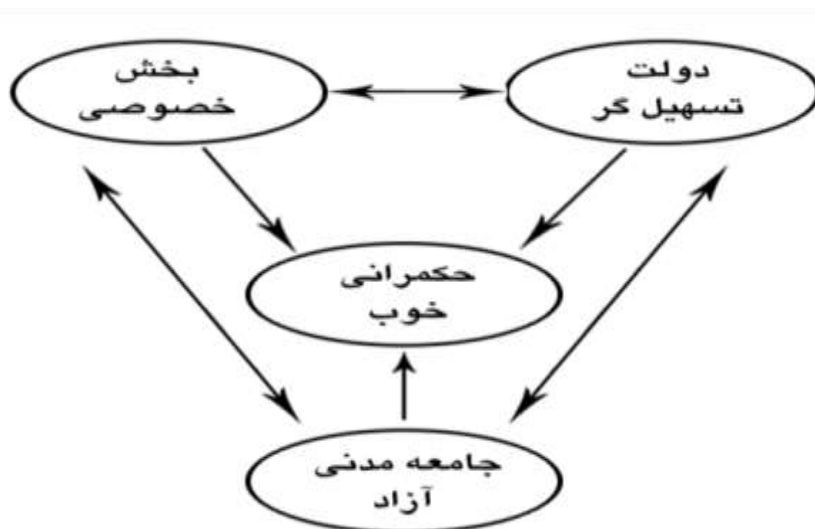 دولت
تسهیل گر
بخش
خصوصی
حکمرانی
خوب
جامعه مدنی
آزاد